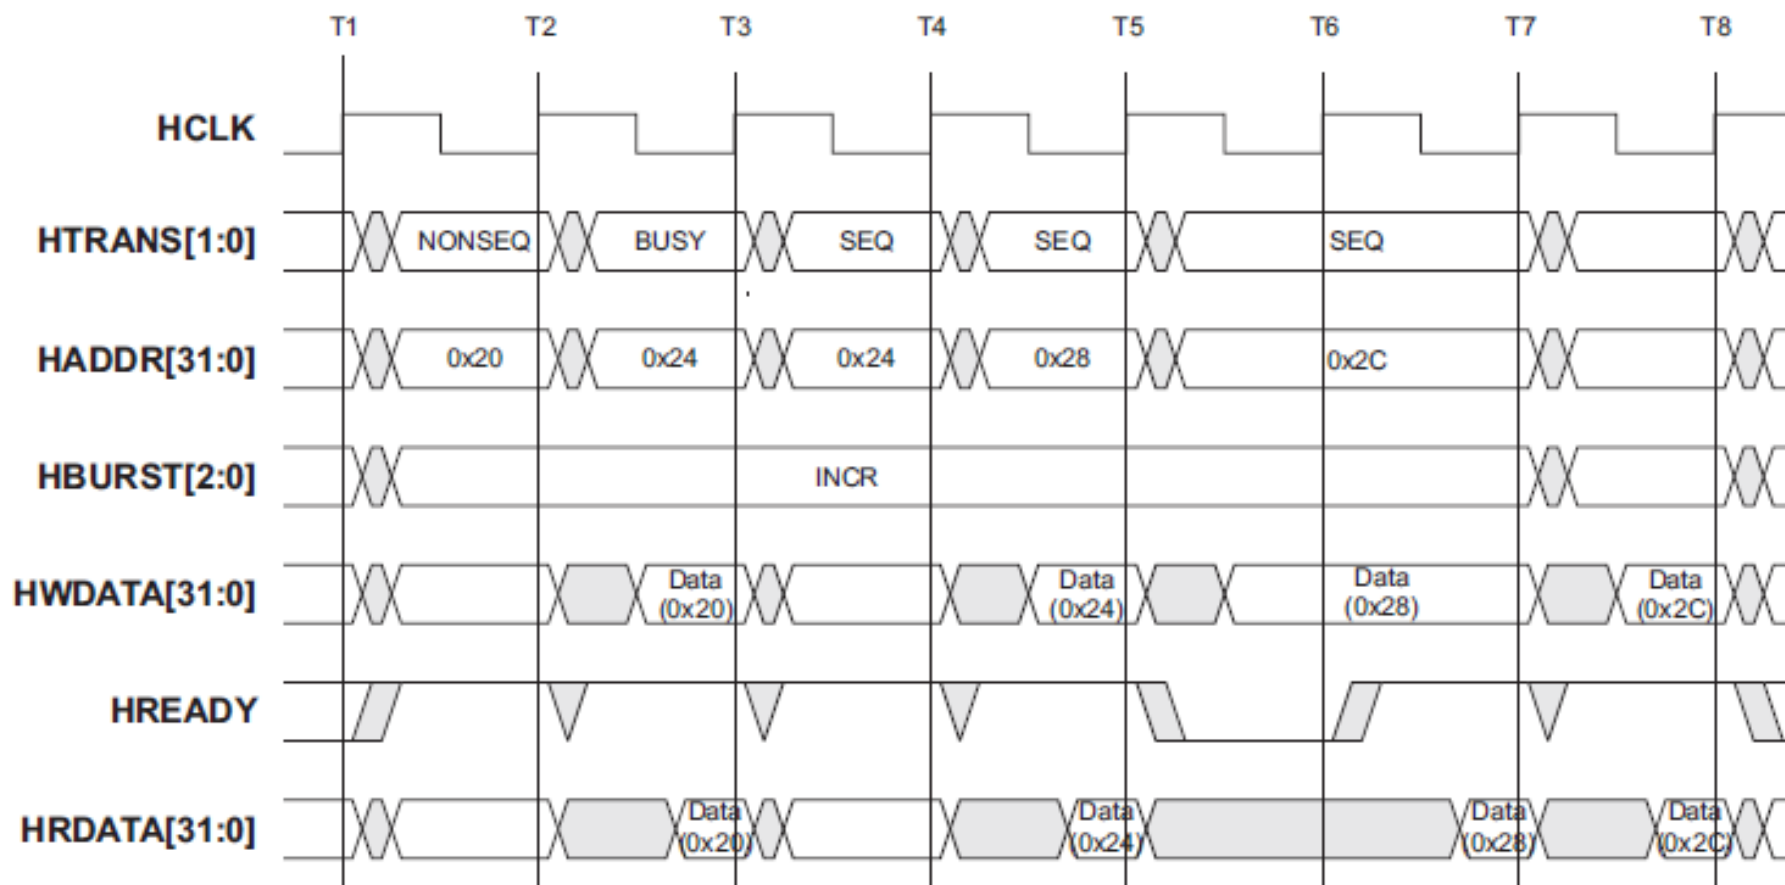 T1 T2 T3 T4 T5 T6 T7 T8
HCLK
HTRANS[1:0] NONSEQ BUSY SEQ SEQ SEQ
HADDR[31:0] 0x20 0x24 0x24 0x28 0x2C
HBURST[2:0] INCR
HWDATA[31:0] Data (0x20) Data (0x24) Data (0x28) Data (0x2C)
HREADY
HRDATA[31:0] Data (0x20) Data (0x24) Data (0x28) Data (0x2C)